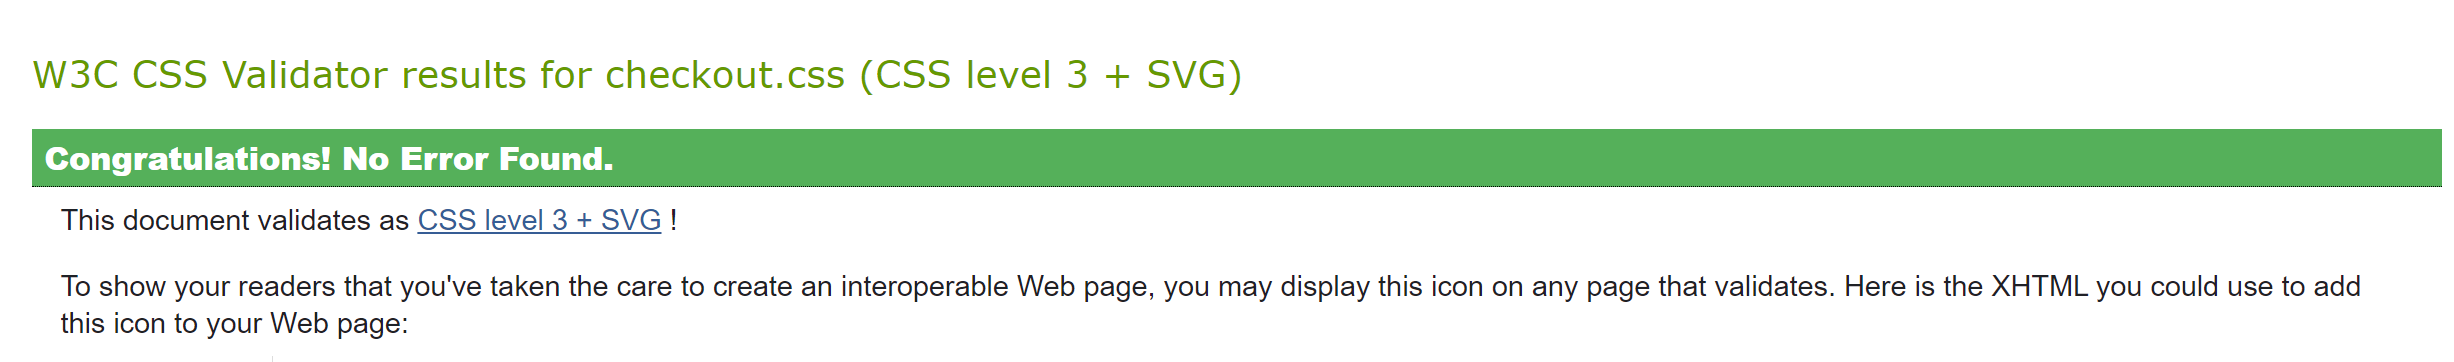 W3C CSS Validator results for checkout.css (CSS level 3 + SVG)
Congratulations! No Error Found.
This document validates as CSS level 3 + SVG !
To show your readers that you've taken the care to create an interoperable Web page, you may display this icon on any page that validates. Here is the XHTML you could use to add
this icon to your Web page: